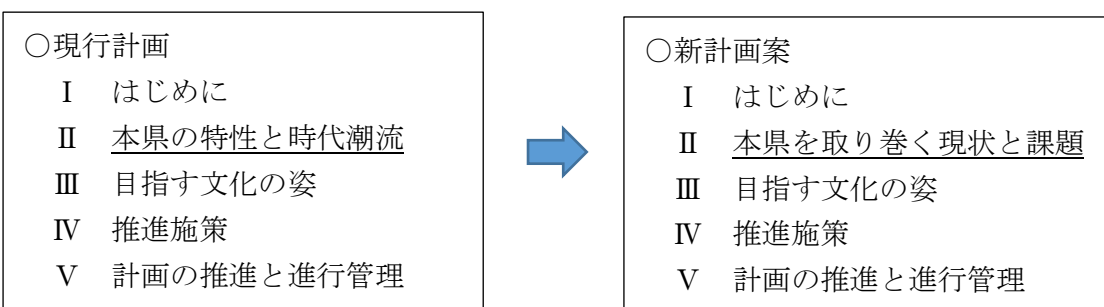 ○現行計画
Ⅰ はじめに
Ⅱ 本県の特性と時代潮流
Ⅲ 目指す文化の姿
Ⅳ 推進施策
Ⅴ 計画の推進と進行管理
○新計画案
Ⅰ はじめに
Ⅱ 本県を取り巻く現状と課題
Ⅲ 目指す文化の姿
Ⅳ 推進施策
Ⅴ 計画の推進と進行管理